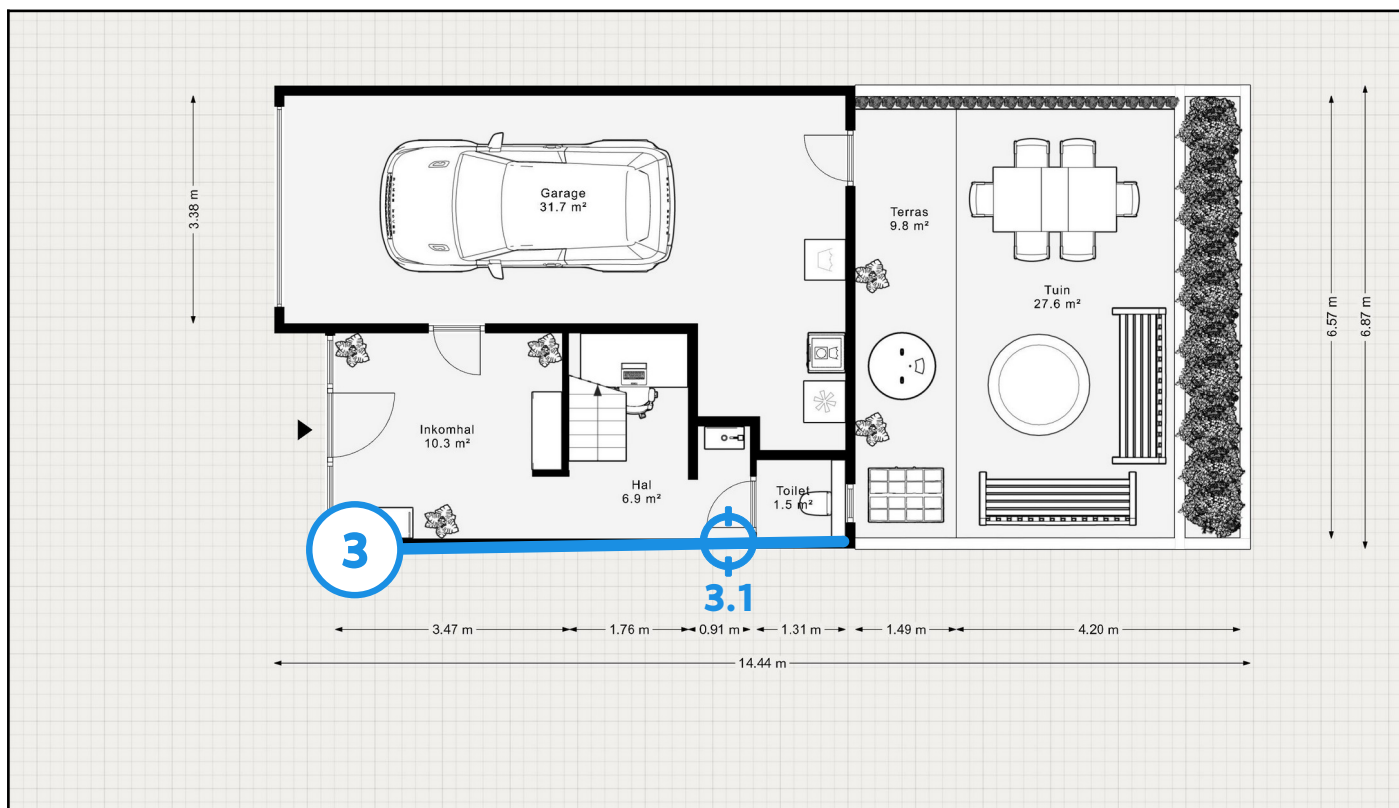 Garage
31.7 m²
3.38 m
Terras
9.8 m²
Tuin
27.6 m²
6.57 m
6.87 m
Inkomhal
10.3 m²
Hal
6.9 m²
Toilet
1.5 m²
3
3.1
3.47 m
1.76 m
0.91 m
1.31 m
1.49 m
4.20 m
14.44 m